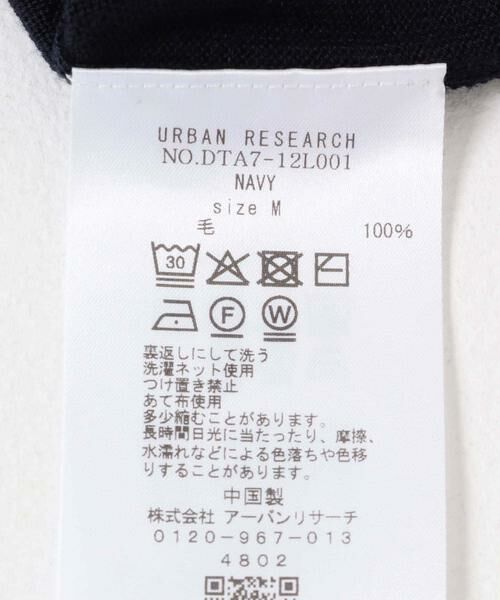 URBAN RESEARCH
NO.DTA7-12L001
NAVY
size M
毛 100%
30
F W
裏返しにして洗う
洗濯ネット使用
つけ置き禁止
あて布使用
多少縮むことがあります。
長時間日光に当たったり、摩擦、
水濡れなどによる色落ちや色移
りすることがあります。
中国製
株式会社 アーバンリサーチ
0120-967-013
4802